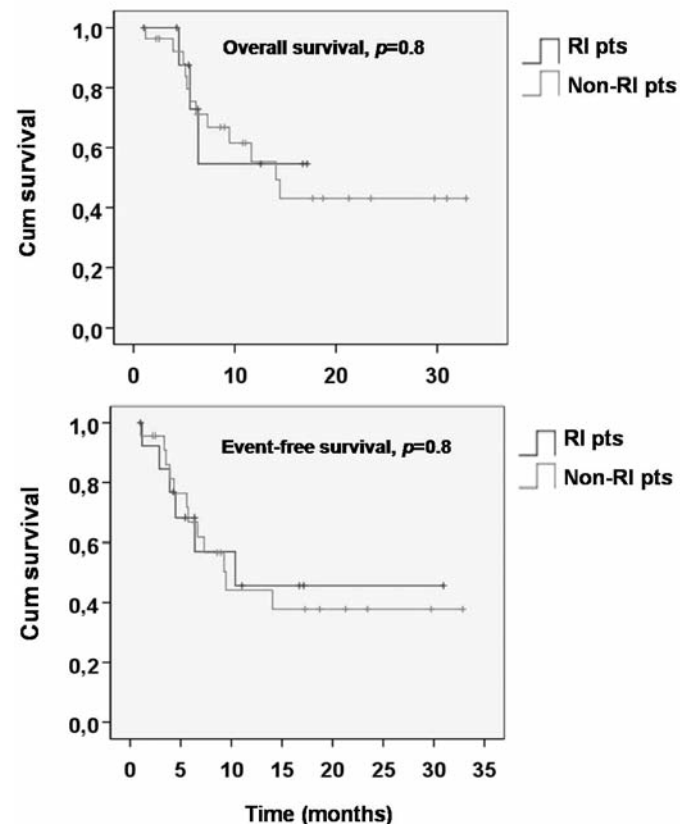 Overall survival, p=0.8
RI pts
Non-RI pts
Cum survival
1,0
0,8
0,6
0,4
0,2
0,0
0 10 20 30
Event-free survival, p=0.8
RI pts
Non-RI pts
Cum survival
1,0
0,8
0,6
0,4
0,2
0,0
0 5 10 15 20 25 30 35
Time (months)